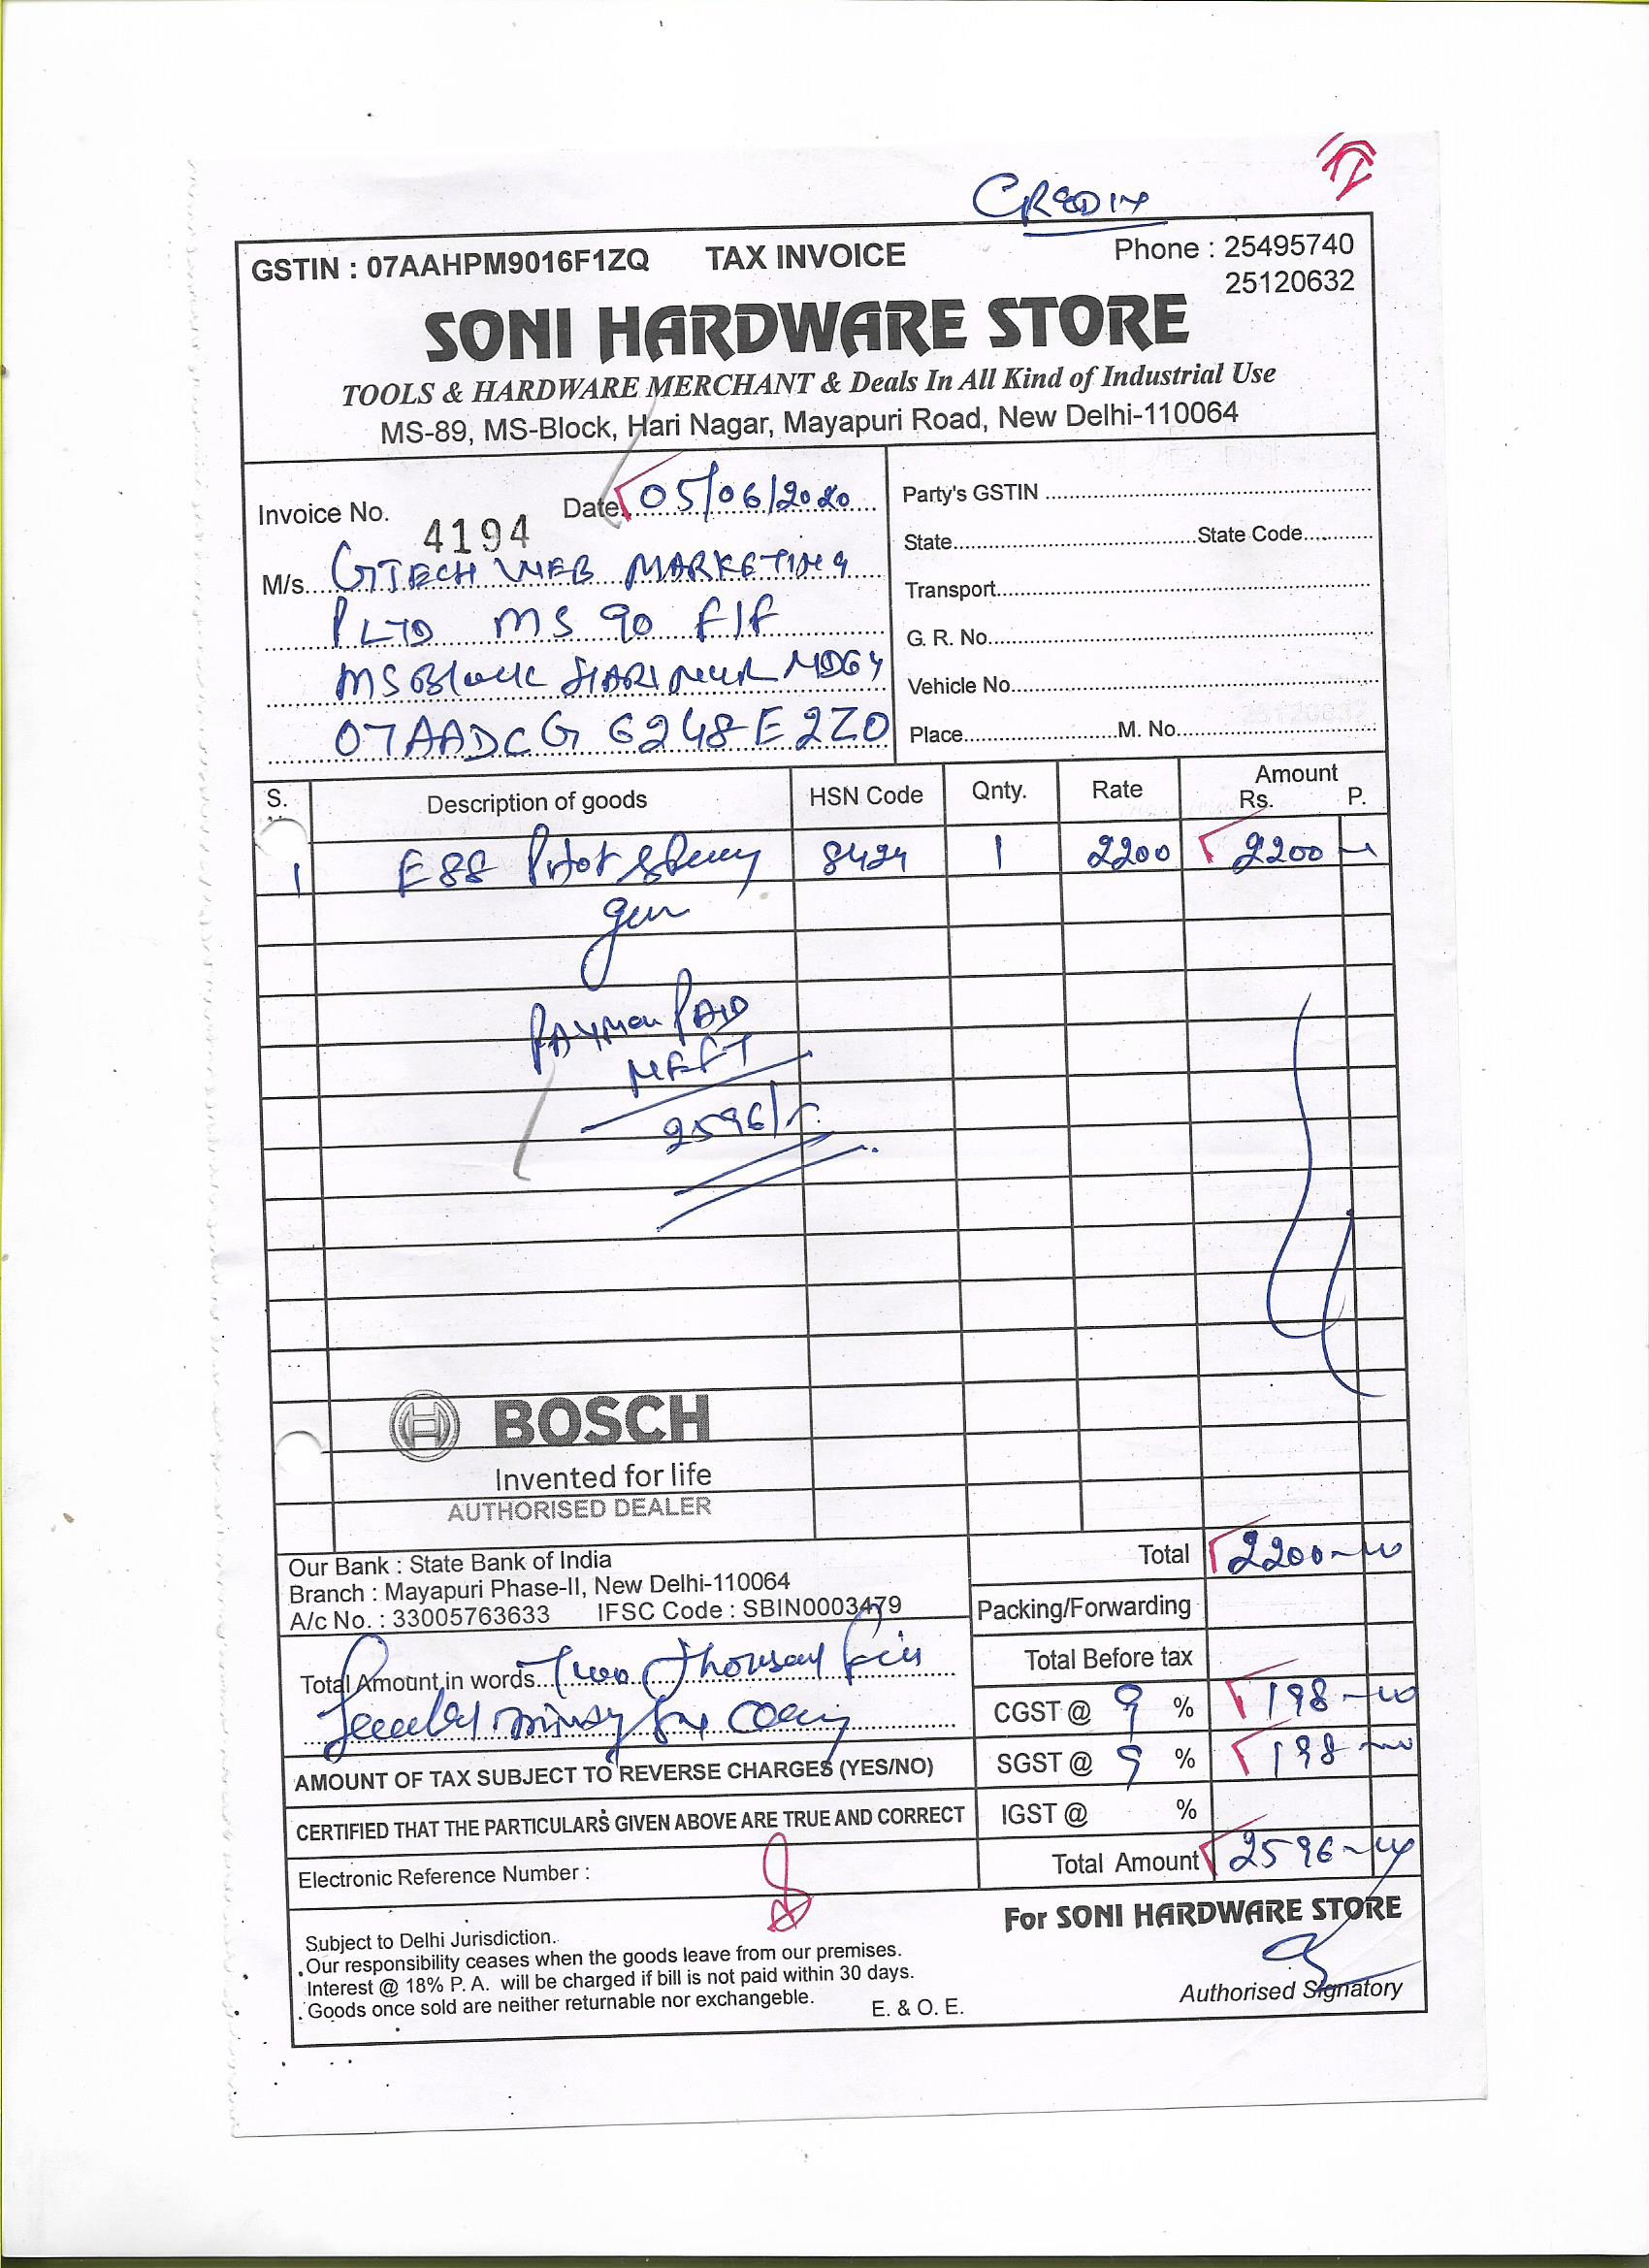 CREDIT
GSTIN : 07AAHPM9016F1ZQ TAX INVOICE Phone : 25495740
25120632
SONI HARDWARE STORE
TOOLS & HARDWARE MERCHANT & Deals In All Kind of Industrial Use
MS-89, MS-Block, Hari Nagar, Mayapuri Road, New Delhi-110064
Invoice No. 4194 Date 05/06/2020
M/s. GTECH WEB MARKETING
P LTD MS 90 F/F
MS Block HARI ND64
07AADCG6248E2ZO
Party's GSTIN
State State Code
Transport
G. R. No.
Vehicle No.
Place M. No.
S. Description of goods HSN Code Qnty. Rate Amount
Rs. P.
1 8424 1 2200 2200
gun
PAID
NEFT
2596/-
BOSCH
Invented for life
AUTHORISED DEALER
Our Bank : State Bank of India
Branch : Mayapuri Phase-II, New Delhi-110064
A/c No. : 33005763633 IFSC Code : SBIN0003479
Total Amount in words Two Thousand five
Total 2200
Packing/Forwarding
Total Before tax
CGST @ 9 % 198
SGST @ 9 % 198
IGST @ %
Total Amount 2596
AMOUNT OF TAX SUBJECT TO REVERSE CHARGES (YES/NO)
CERTIFIED THAT THE PARTICULARS GIVEN ABOVE ARE TRUE AND CORRECT
Electronic Reference Number :
For SONI HARDWARE STORE
Subject to Delhi Jurisdiction.
Our responsibility ceases when the goods leave from our premises.
Interest @ 18% P. A. will be charged if bill is not paid within 30 days.
Goods once sold are neither returnable nor exchangeble. E. & O. E.
Authorised Signatory